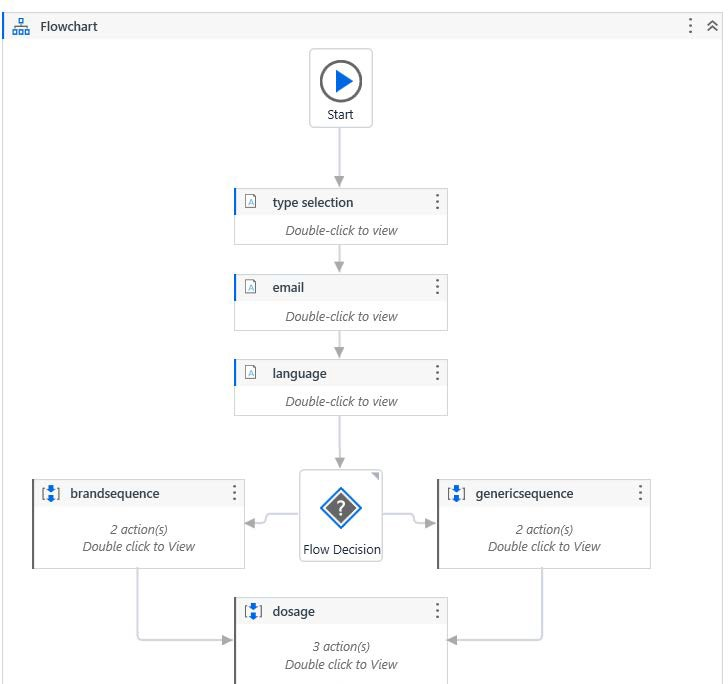 Flowchart
Start
type selection
Double-click to view
email
Double-click to view
language
Double-click to view
brandsequence
2 action(s)
Double click to View
?
Flow Decision
genericsequence
2 action(s)
Double click to View
dosage
3 action(s)
Double click to View